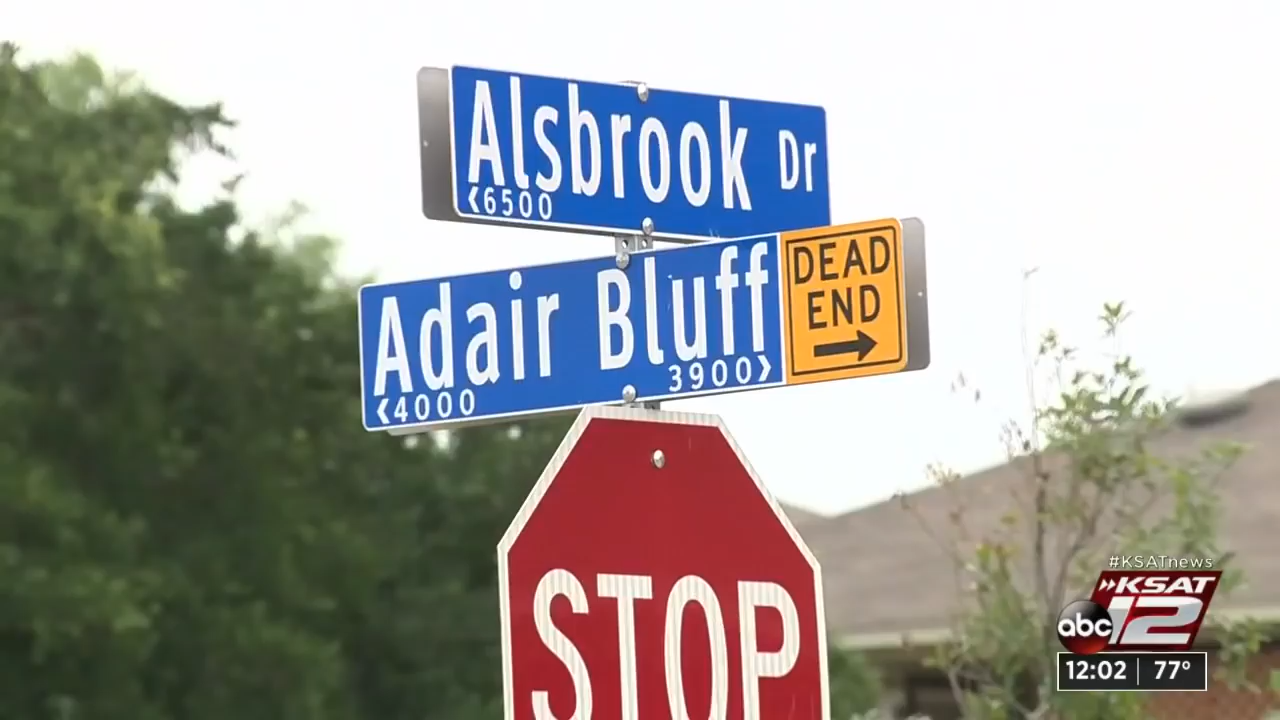 Alsbrook Dr
‹6500
Adair Bluff
‹4000
3900›
DEAD
END
STOP
#KSATnews
KSAT
abc 12
12:02 77°